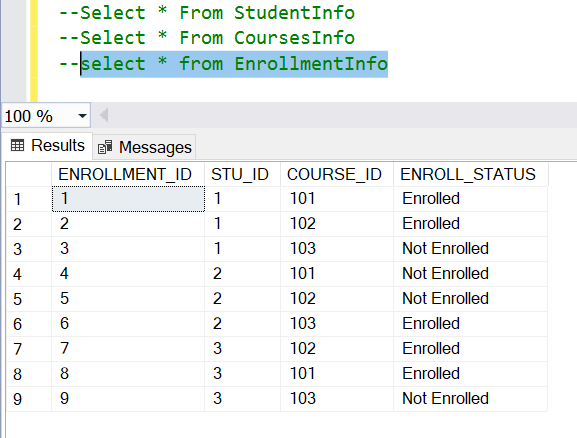 --Select * From StudentInfo
--Select * From CoursesInfo
--select * from EnrollmentInfo
100 %
Results Messages
ENROLLMENT_ID STU_ID COURSE_ID ENROLL_STATUS
1 1 1 101 Enrolled
2 2 1 102 Enrolled
3 3 1 103 Not Enrolled
4 4 2 101 Not Enrolled
5 5 2 102 Not Enrolled
6 6 2 103 Enrolled
7 7 3 102 Enrolled
8 8 3 101 Enrolled
9 9 3 103 Not Enrolled